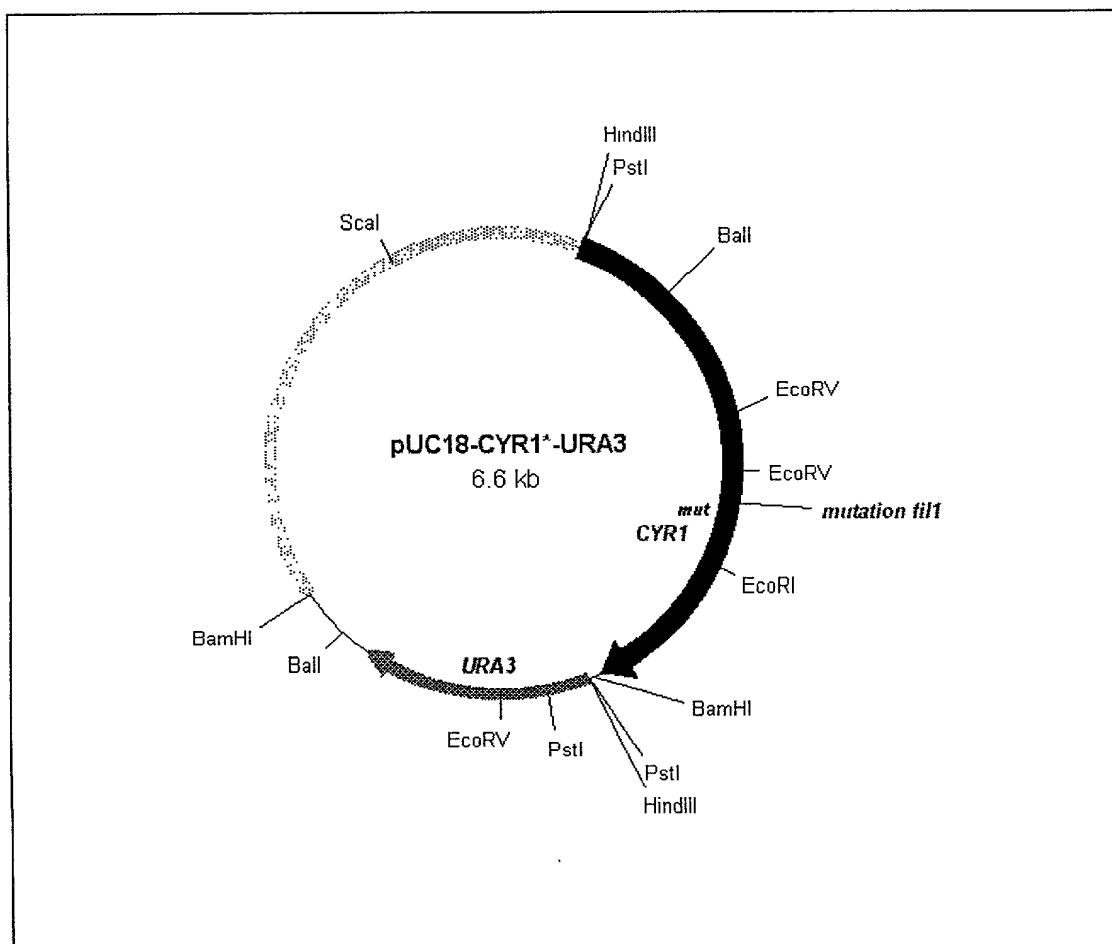 HindIII
PstI
ScaI
BalI
EcoRV
pUC18-CYR1*-URA3
6.6 kb
EcoRV
mut
CYR1
mutation fil1
EcoRI
BamHI
BalI
URA3
BamHI
EcoRV
PstI
PstI
HindIII